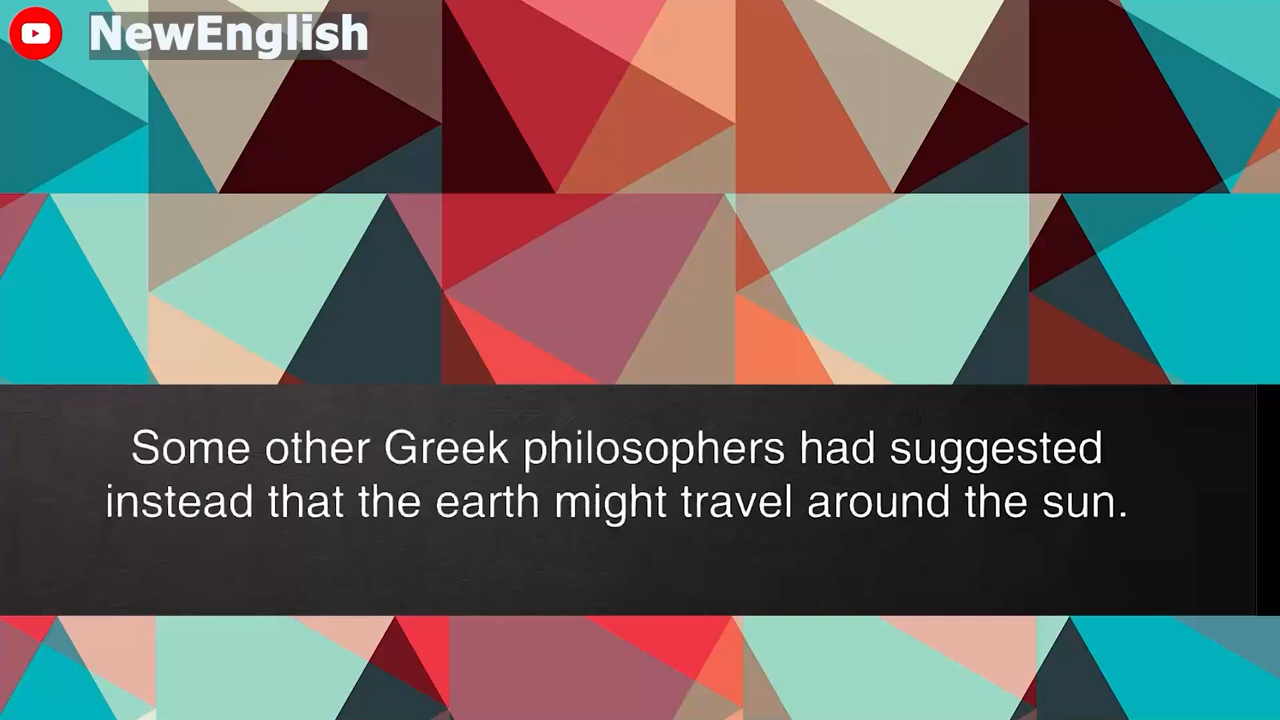 NewEnglish
Some other Greek philosophers had suggested
instead that the earth might travel around the sun.